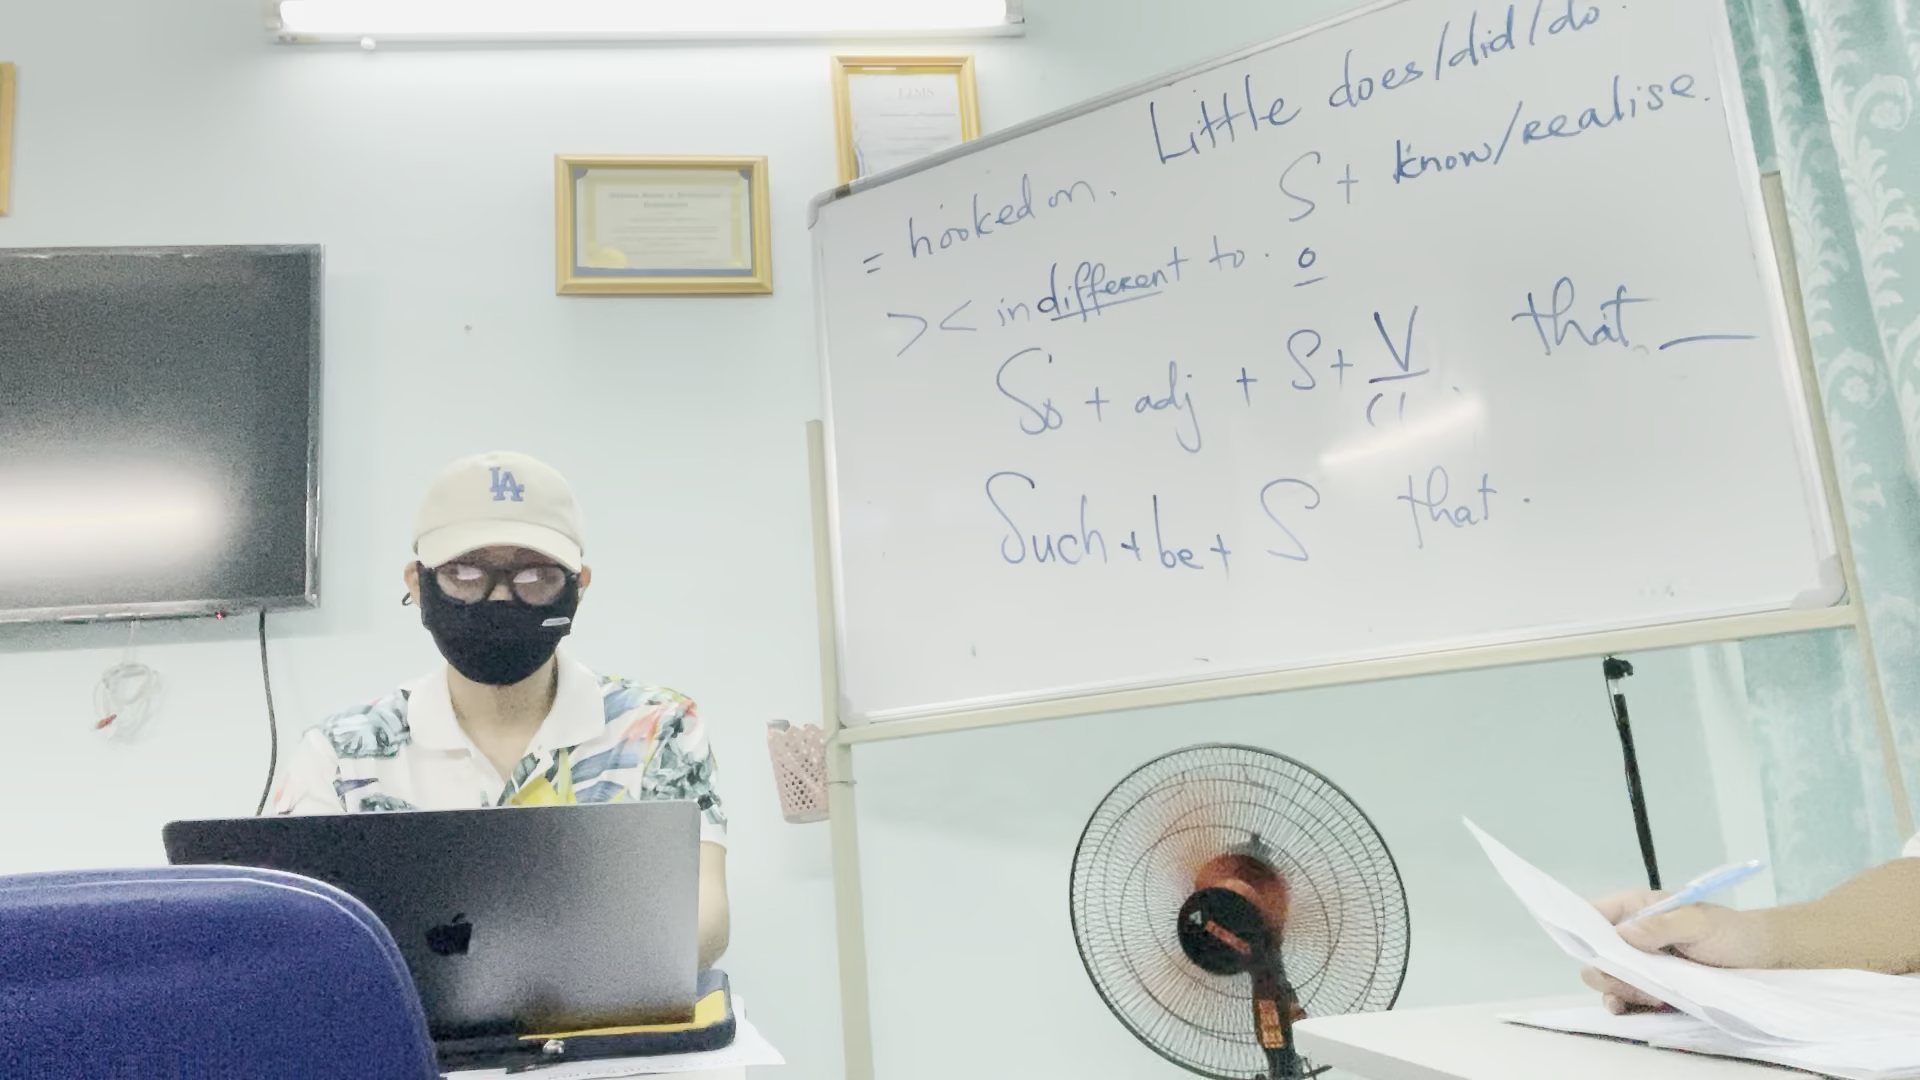 Little does/did/do.
S + know/realise.
= hooked on.
>< indifferent to.
o
So + adj + S + V that
Such + be + S that.
LA